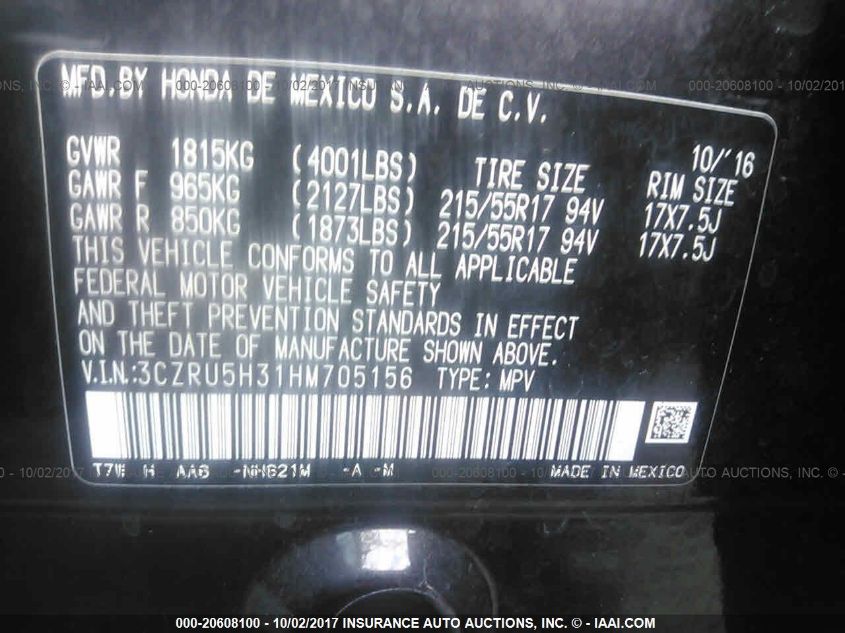 MFD.BY HONDA DE MEXICO S.A. DE C.V.
10/'16
GVWR 1815KG (4001LBS) TIRE SIZE RIM SIZE
GAWR F 965KG (2127LBS) 215/55R17 94V 17X7.5J
GAWR R 850KG (1873LBS) 215/55R17 94V 17X7.5J
THIS VEHICLE CONFORMS TO ALL APPLICABLE
FEDERAL MOTOR VEHICLE SAFETY
AND THEFT PREVENTION STANDARDS IN EFFECT
ON THE DATE OF MANUFACTURE SHOWN ABOVE.
V.I.N.:3CZRU5H31HM705156 TYPE: MPV
T7W H AA6 -NH821M -A -M MADE IN MEXICO
000-20608100 - 10/02/2017 INSURANCE AUTO AUCTIONS, INC. © - IAAI.COM